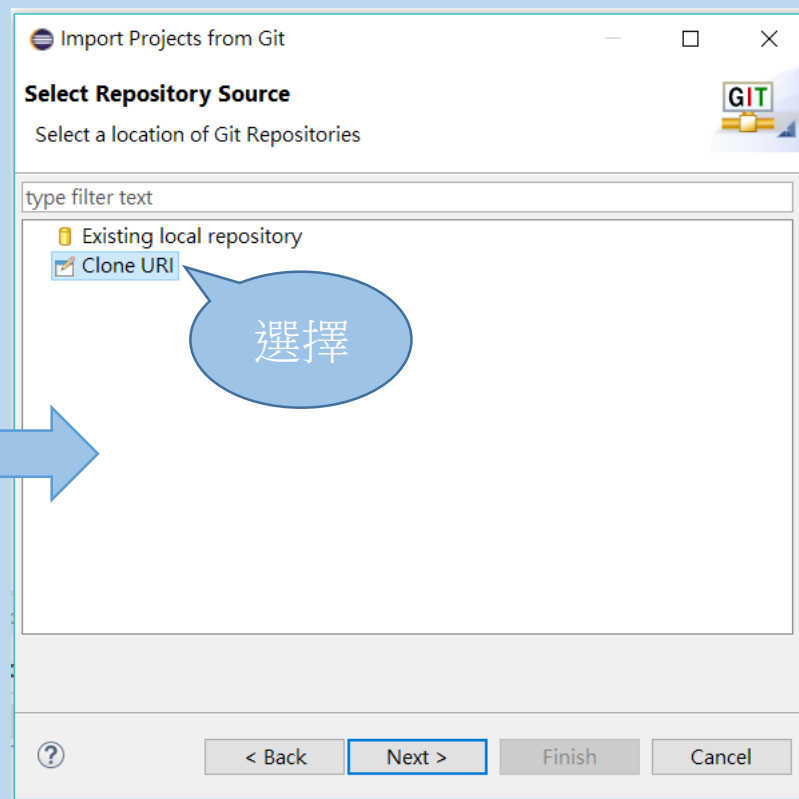 Import Projects from Git
Select Repository Source
GIT
Select a location of Git Repositories
type filter text
Existing local repository
Clone URI
選擇
?
< Back
Next >
Finish
Cancel